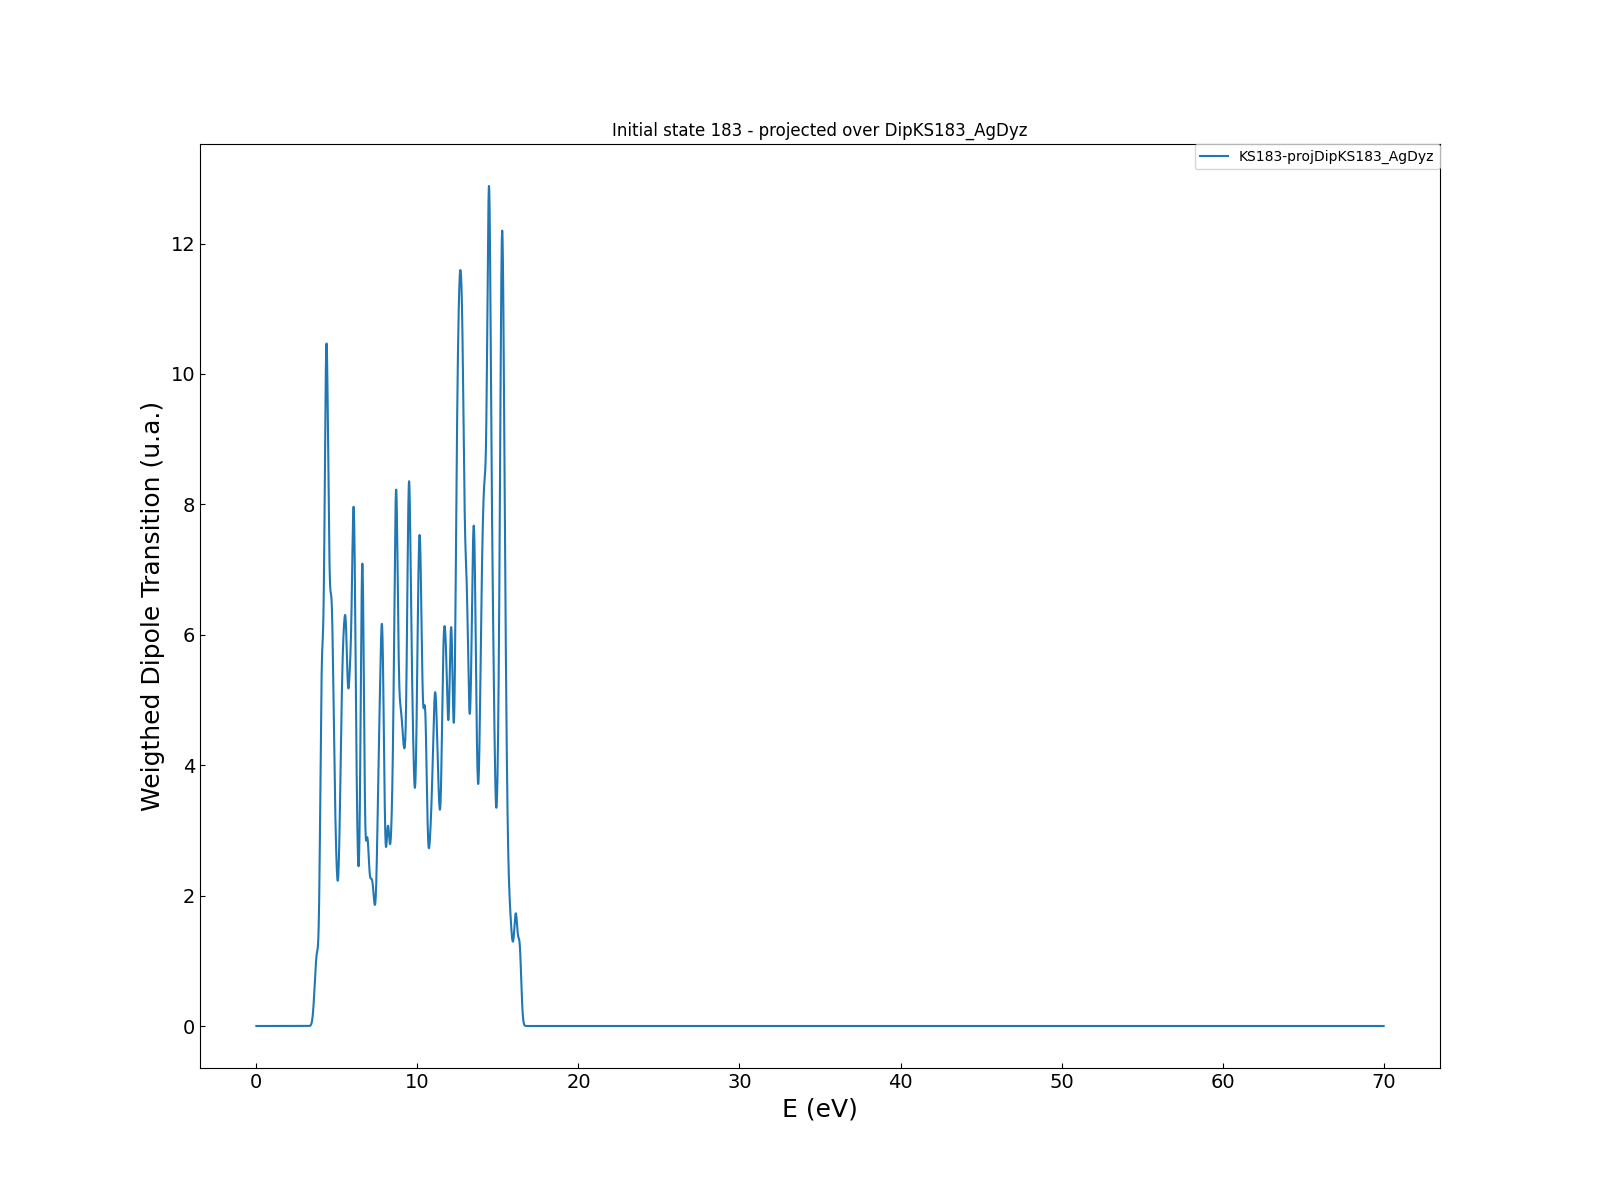 Initial state 183 - projected over DipKS183_AgDyz
KS183-projDipKS183_AgDyz
Weigthed Dipole Transition (u.a.)
12
10
8
6
4
2
0
0 10 20 30 40 50 60 70
E (eV)